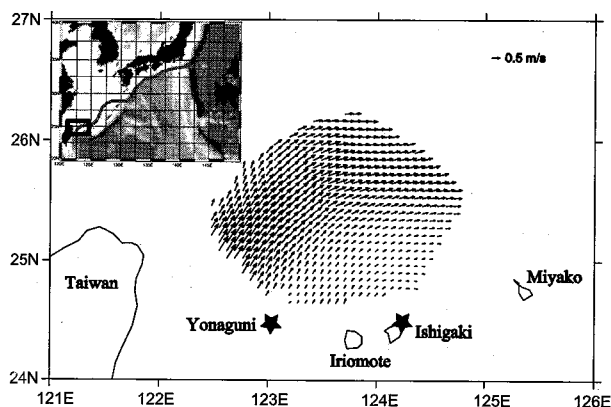 27N
0.5 m/s
26N
25N
Taiwan
Miyako
Yonaguni
Ishigaki
Iriomote
24N
121E 122E 123E 124E 125E 126E